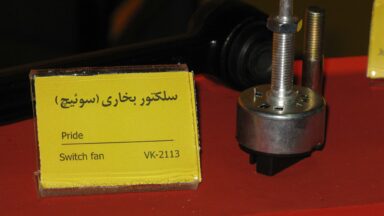 سلکتور بخاری (سوئیچ)
Pride
Switch fan VK-2113